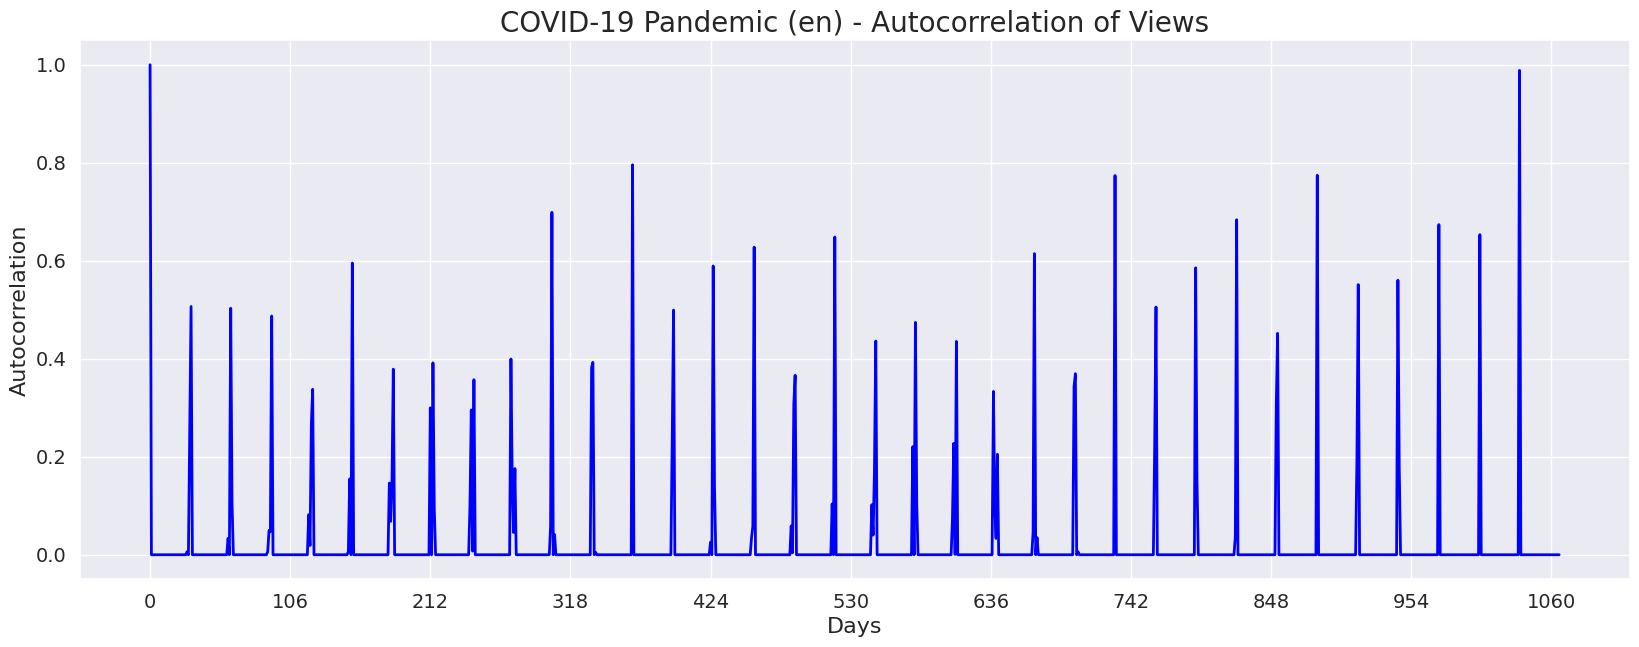 COVID-19 Pandemic (en) - Autocorrelation of Views
1.0
0.8
0.6
0.4
0.2
0.0
Autocorrelation
0 106 212 318 424 530 636 742 848 954 1060
Days